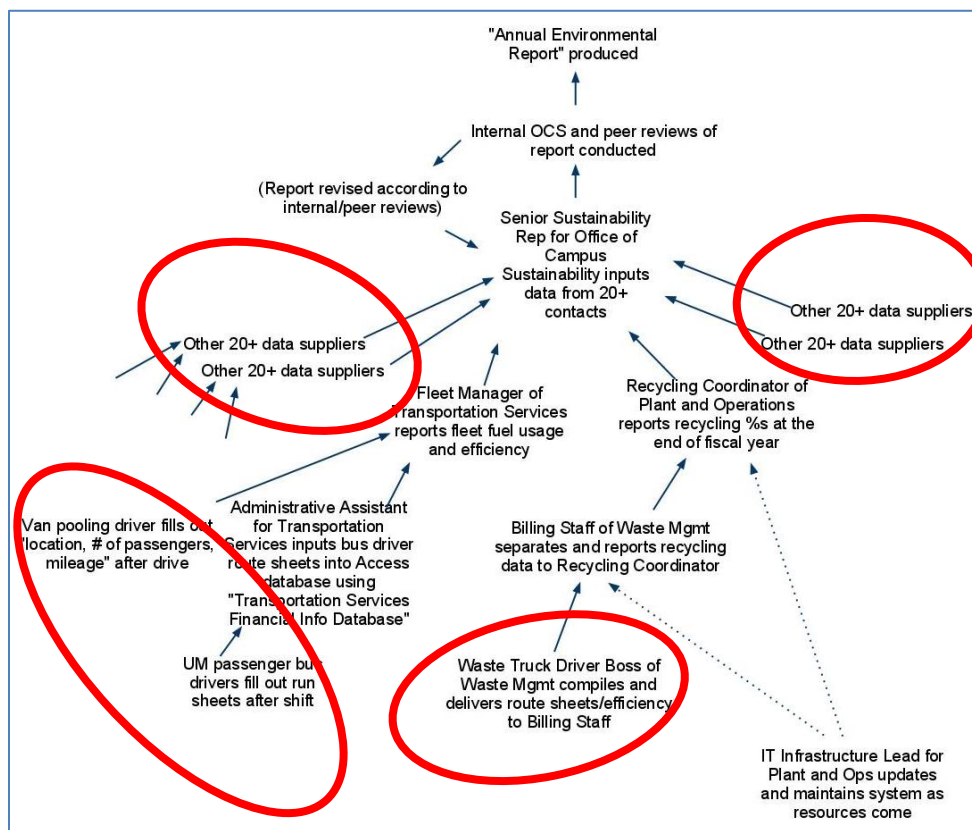 "Annual Environmental
Report" produced
Internal OCS and peer reviews of
report conducted
(Report revised according to
internal/peer reviews)
Senior Sustainability
Rep for Office of
Campus
Sustainability inputs
data from 20+
contacts
Other 20+ data suppliers
Other 20+ data suppliers
Other 20+ data suppliers
Other 20+ data suppliers
Fleet Manager of
Transportation Services
reports fleet fuel usage
and efficiency
Recycling Coordinator of
Plant and Operations
reports recycling %s at the
end of fiscal year
Van pooling driver fills out
"location, # of passengers,
mileage" after drive
Administrative Assistant
for Transportation
Services inputs bus driver
route sheets into Access
database using
"Transportation Services
Financial Info Database"
Billing Staff of Waste Mgmt
separates and reports recycling
data to Recycling Coordinator
UM passenger bus
drivers fill out run
sheets after shift
Waste Truck Driver Boss of
Waste Mgmt compiles and
delivers route sheets/efficiency
to Billing Staff
IT Infrastructure Lead for
Plant and Ops updates
and maintains system as
resources come